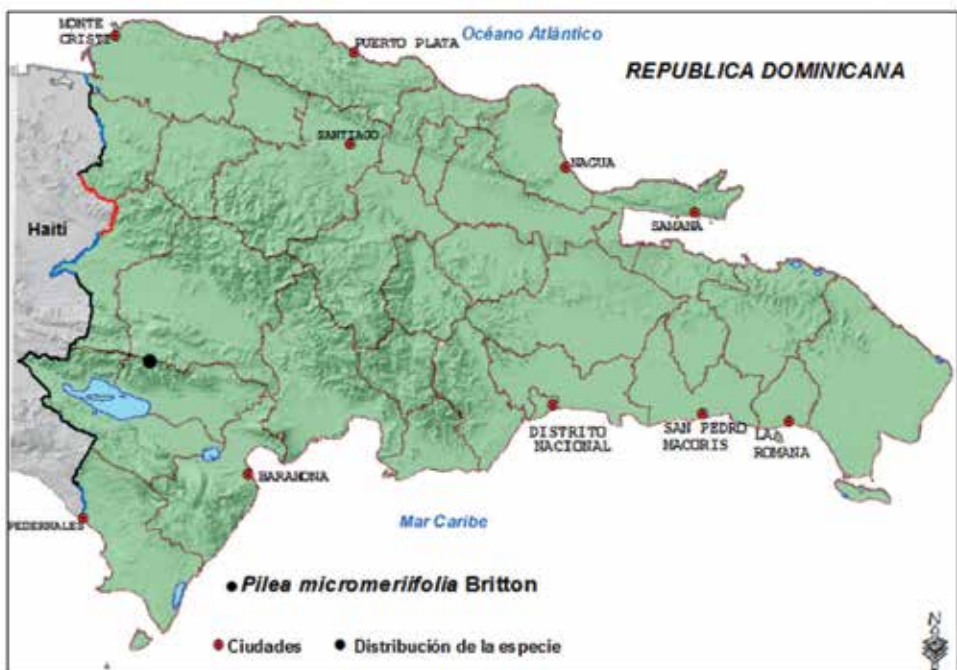 MONTE
CRISTI
PUERTO PLATA
Océano Atlántico
REPUBLICA DOMINICANA
SANTIAGO
NAGUA
SAMANA
Haití
DISTRITO
NACIONAL
SAN PEDRO
MACORIS
LA
ROMANA
BARAHONA
PEDERNALES
Mar Caribe
Pilea micromeriifolia Britton
Ciudades
Distribución de la especie
N